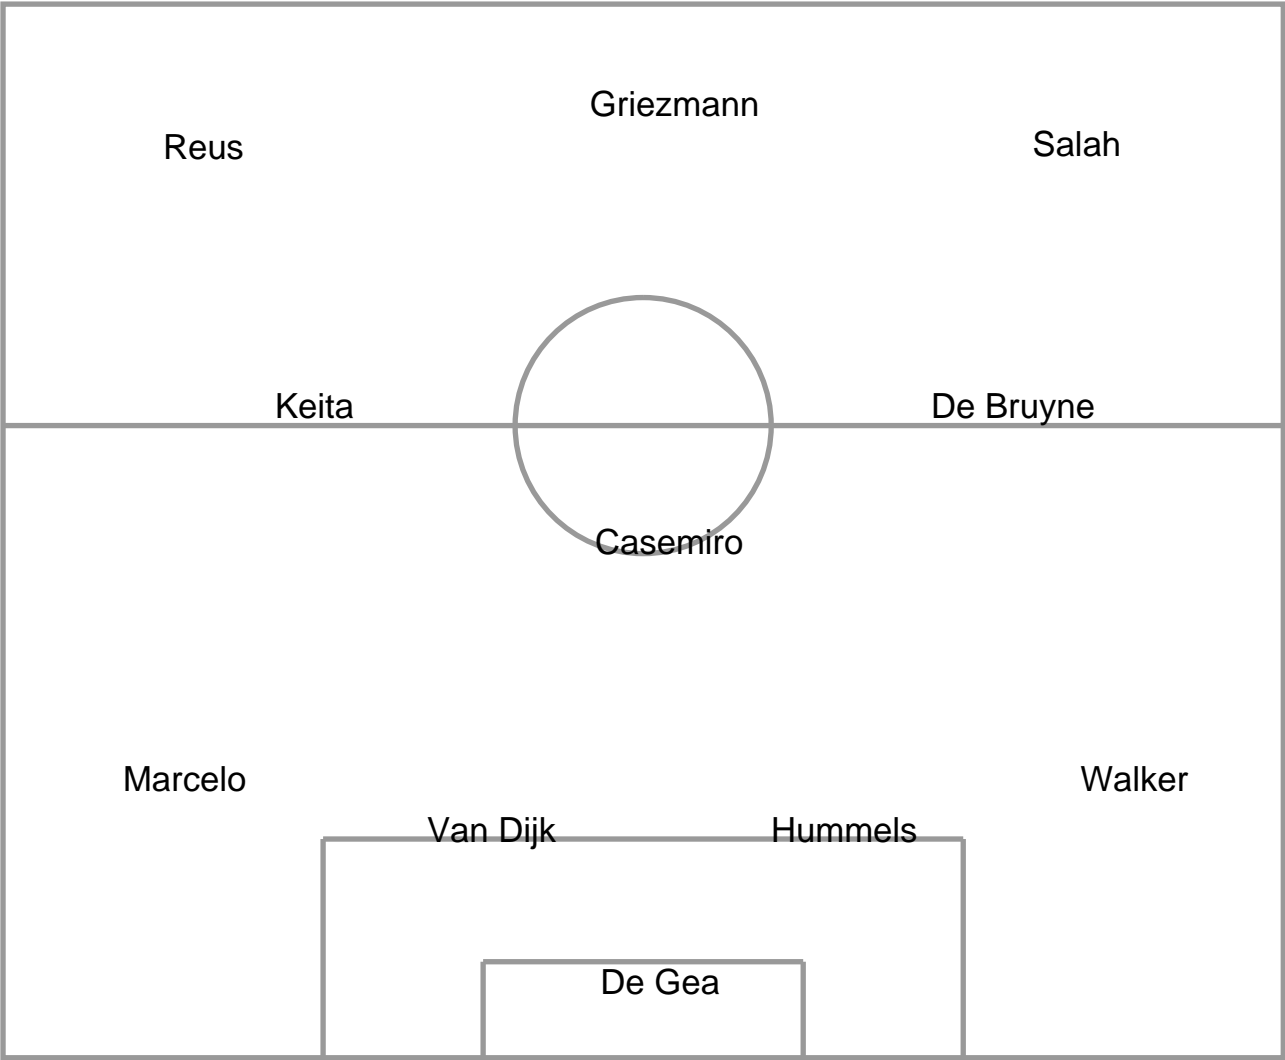 Griezmann
Reus
Salah
Keita
De Bruyne
Casemiro
Marcelo
Walker
Van Dijk
Hummels
De Gea